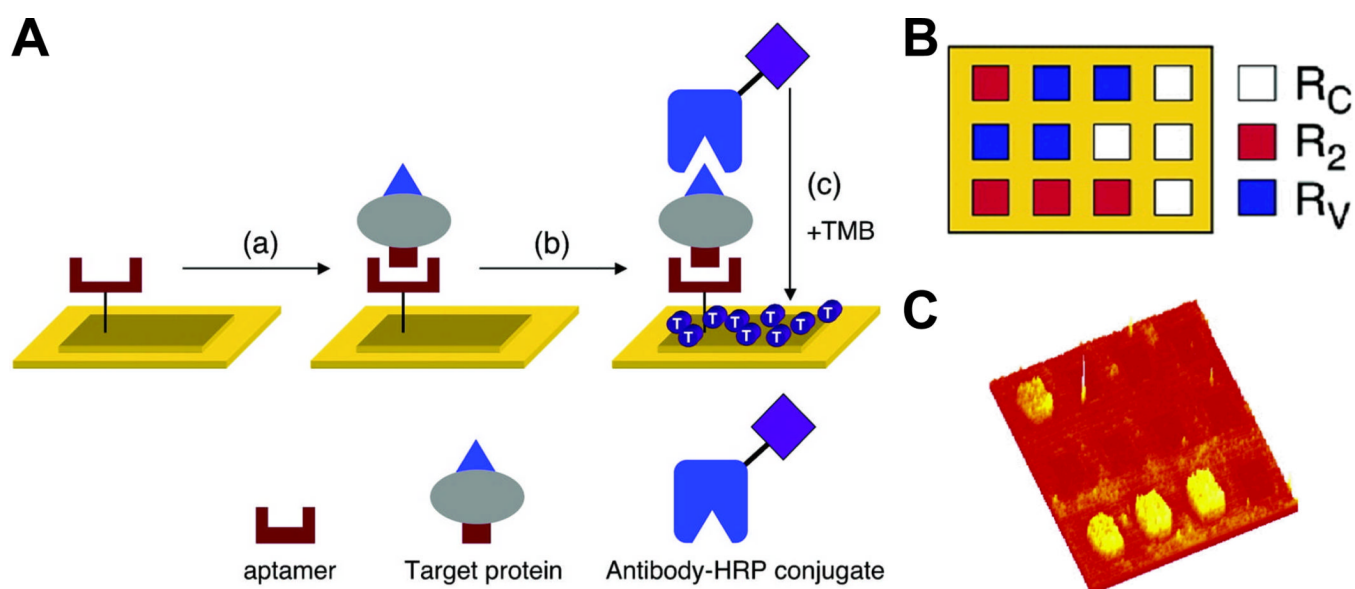 A
(a)
(b)
(c)
+TMB
T T T T T T T T T
aptamer
Target protein
Antibody-HRP conjugate
B
R_C
R_2
R_V
C